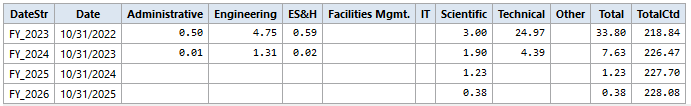 DateStr Date Administrative Engineering ES&H Facilities Mgmt. IT Scientific Technical Other Total TotalCtd
FY_2023 10/31/2022 0.50 4.75 0.59 3.00 24.97 33.80 218.84
FY_2024 10/31/2023 0.01 1.31 0.02 1.90 4.39 7.63 226.47
FY_2025 10/31/2024 1.23 1.23 227.70
FY_2026 10/31/2025 0.38 0.38 228.08